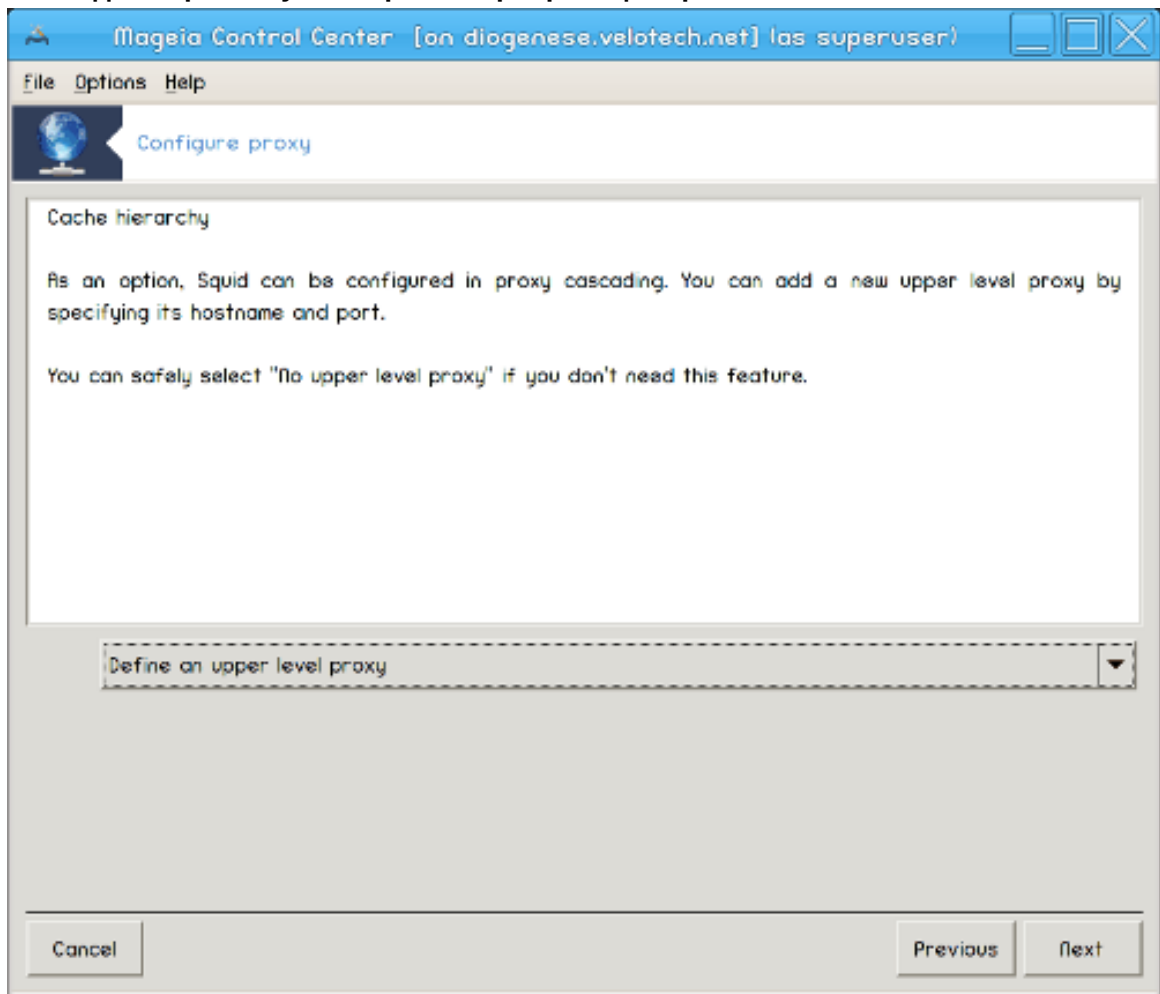 Mageia Control Center [on diogenese.velotech.net] (as superuser)
File Options Help
Configure proxy
Cache hierarchy
As an option, Squid can be configured in proxy cascading. You can add a new upper level proxy by
specifying its hostname and port.
You can safely select "No upper level proxy" if you don't need this feature.
Define an upper level proxy
Cancel
Previous
Next